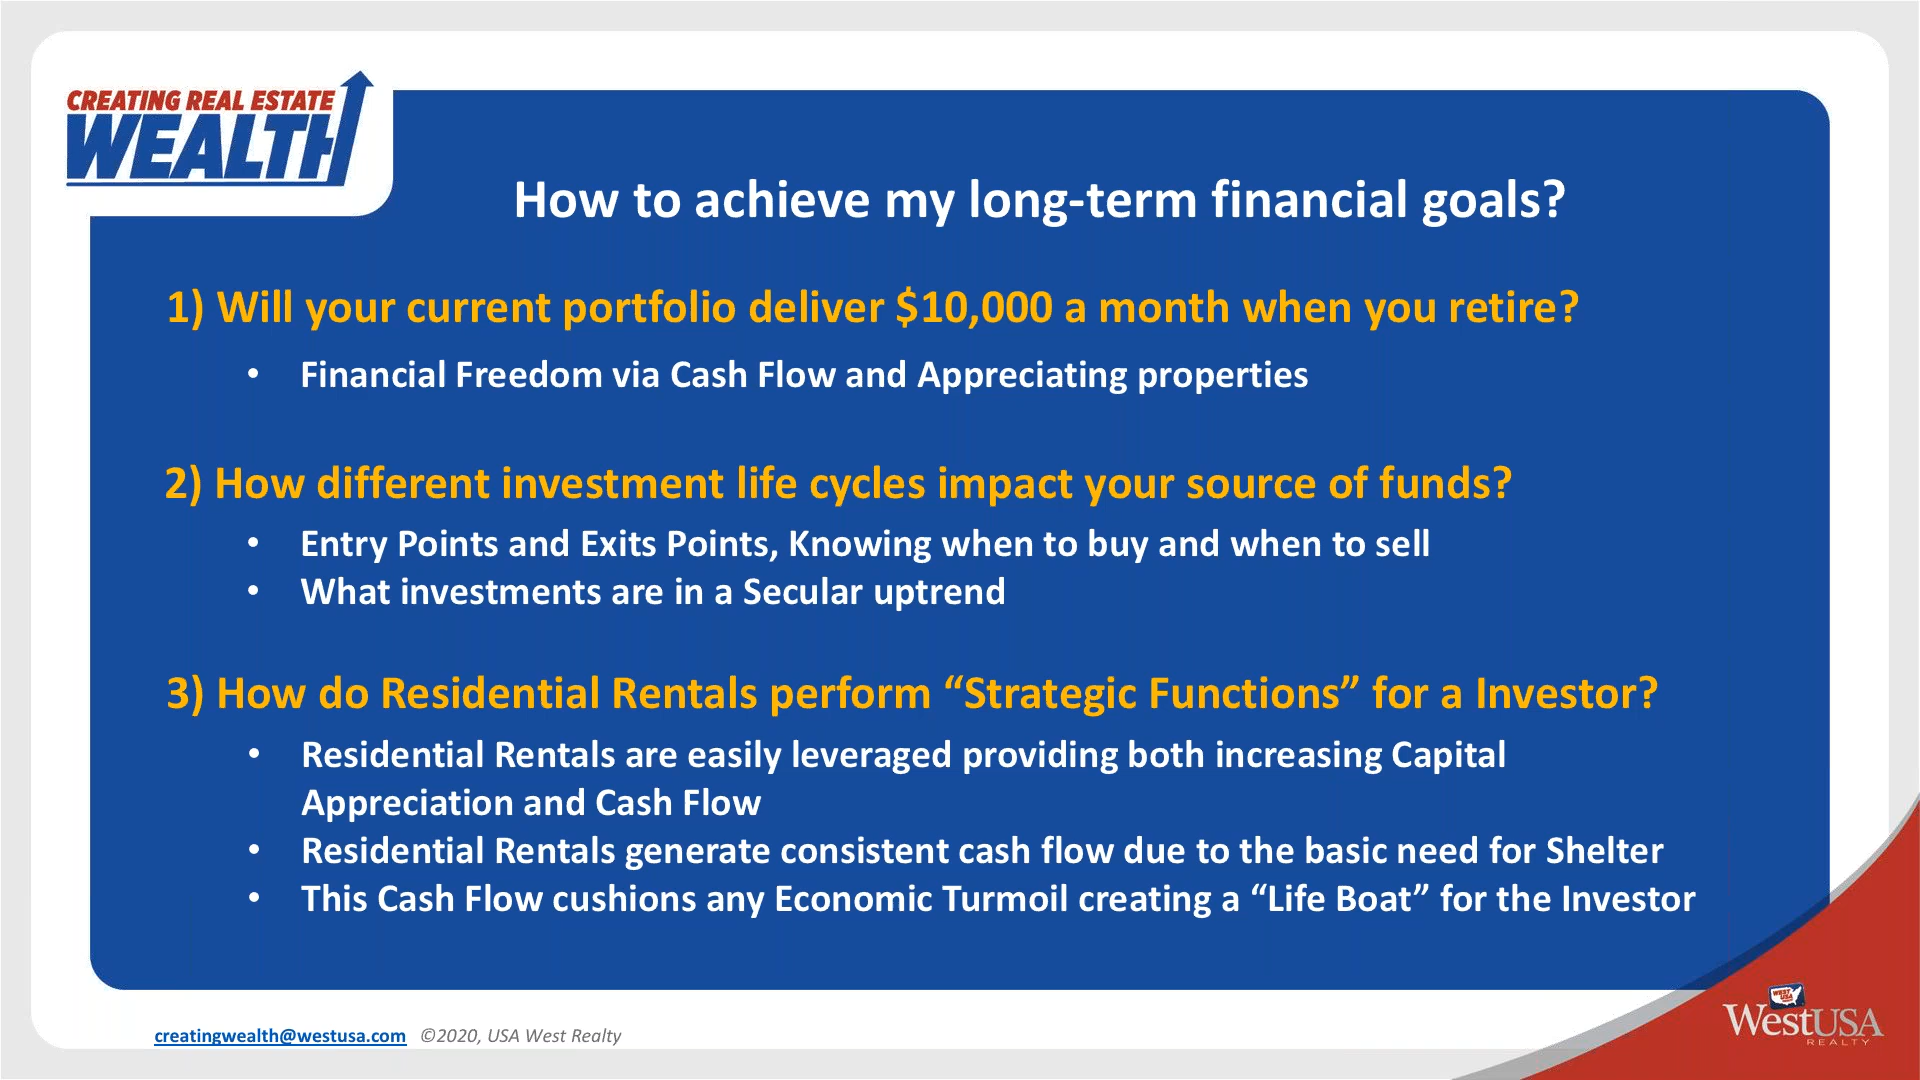 CREATING REAL ESTATE
WEALTH
How to achieve my long-term financial goals?
1) Will your current portfolio deliver $10,000 a month when you retire?
• Financial Freedom via Cash Flow and Appreciating properties
2) How different investment life cycles impact your source of funds?
• Entry Points and Exits Points, Knowing when to buy and when to sell
• What investments are in a Secular uptrend
3) How do Residential Rentals perform “Strategic Functions” for a Investor?
• Residential Rentals are easily leveraged providing both increasing Capital
Appreciation and Cash Flow
• Residential Rentals generate consistent cash flow due to the basic need for Shelter
• This Cash Flow cushions any Economic Turmoil creating a “Life Boat” for the Investor
creatingwealth@westusa.com ©2020, USA West Realty
WEST
USA
WestUSA
REALTY